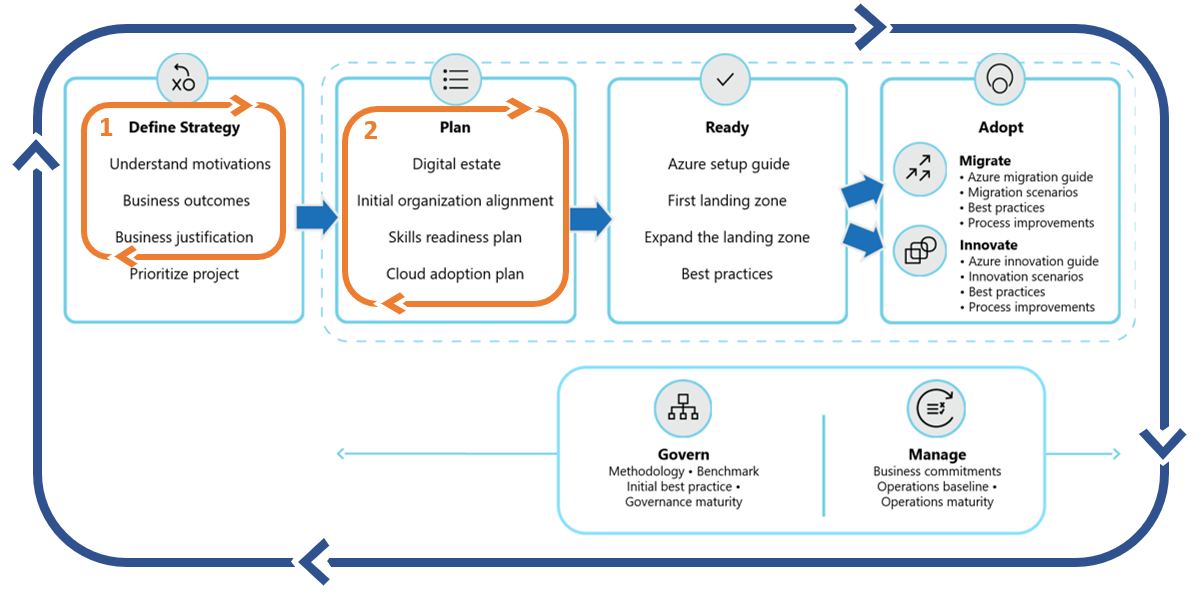 XO
1
Define Strategy
Understand motivations
Business outcomes
Business justification
Prioritize project
2
Plan
Digital estate
Initial organization alignment
Skills readiness plan
Cloud adoption plan
Ready
Azure setup guide
First landing zone
Expand the landing zone
Best practices
Adopt
Migrate
• Azure migration guide
• Migration scenarios
• Best practices
• Process improvements
Innovate
• Azure innovation guide
• Innovation scenarios
• Best practices
• Process improvements
Govern
Methodology • Benchmark
Initial best practice •
Governance maturity
Manage
Business commitments
Operations baseline •
Operations maturity